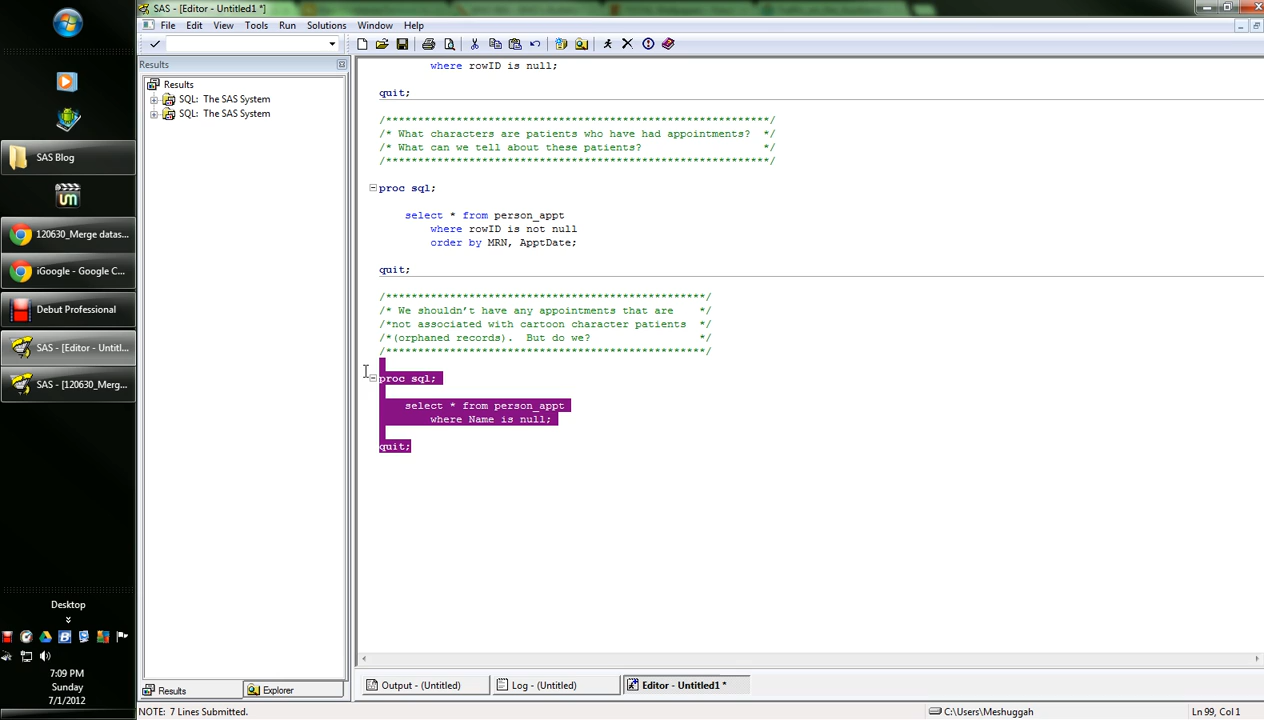 SAS - [Editor - Untitled1 *]
File Edit View Tools Run Solutions Window Help
Results
Results
SQL: The SAS System
SQL: The SAS System
where rowID is null;
quit;
/************************************************************/
/* What characters are patients who have had appointments? */
/* What can we tell about these patients? */
/************************************************************/
proc sql;
select * from person_appt
where rowID is not null
order by MRN, ApptDate;
quit;
/**************************************************/
/* We shouldn't have any appointments that are */
/*not associated with cartoon character patients */
/*(orphaned records). But do we? */
/**************************************************/
proc sql;
select * from person_appt
where Name is null;
quit;
SAS Blog
120630_Merge datas...
iGoogle - Google C...
Debut Professional
SAS - [Editor - Untitl...
SAS - [120630_Merg...
Desktop
7:09 PM
Sunday
7/1/2012
Results
Explorer
Output - (Untitled)
Log - (Untitled)
Editor - Untitled1 *
NOTE: 7 Lines Submitted.
C:\Users\Meshuggah
Ln 99, Col 1